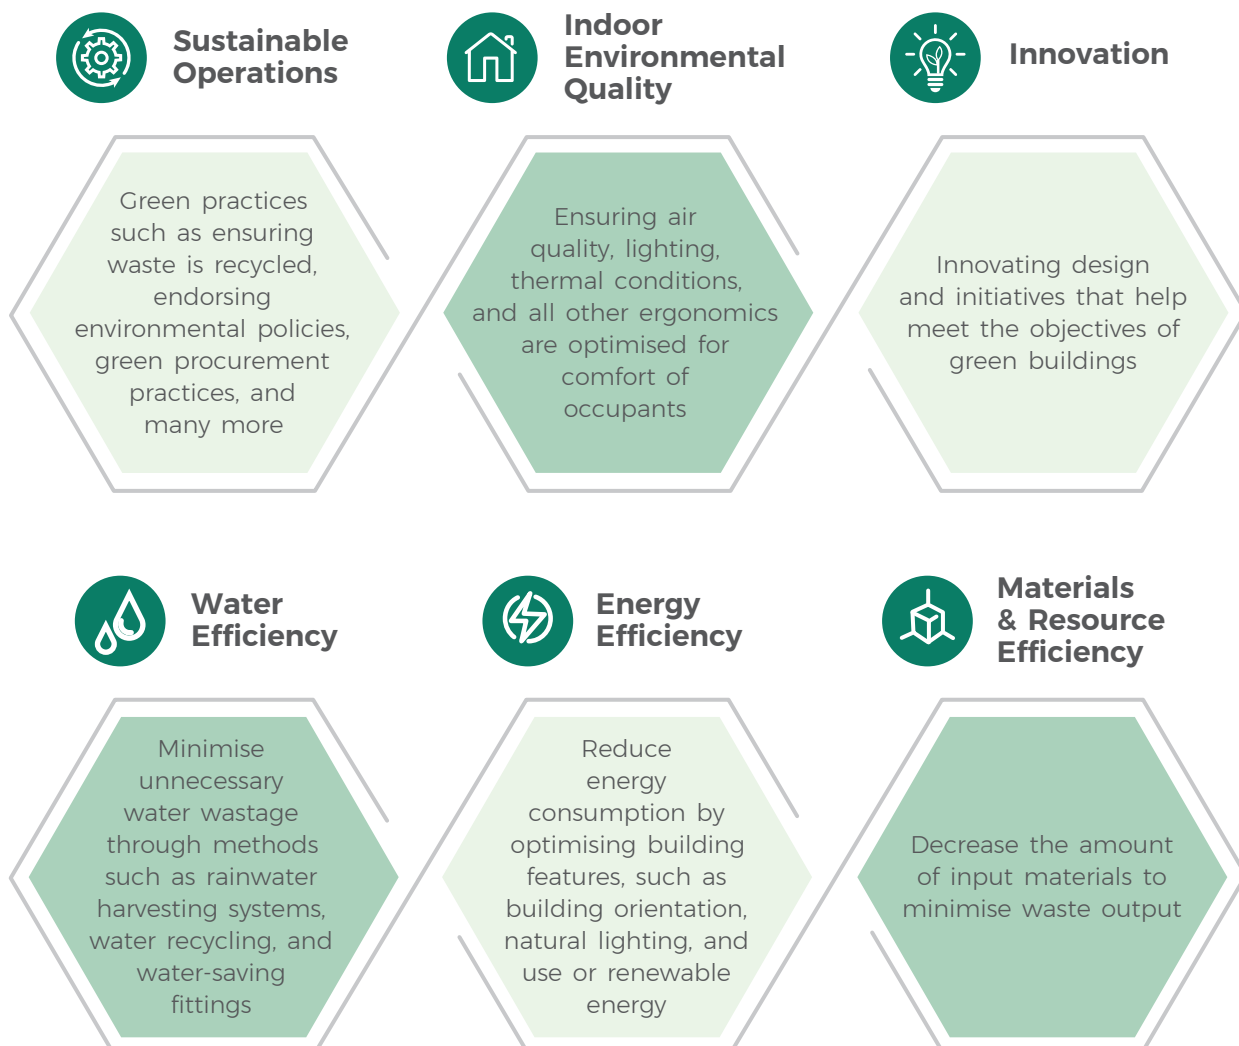 Sustainable
Operations
Green practices
such as ensuring
waste is recycled,
endorsing
environmental policies,
green procurement
practices, and
many more
Indoor
Environmental
Quality
Ensuring air
quality, lighting,
thermal conditions,
and all other ergonomics
are optimised for
comfort of
occupants
Innovation
Innovating design
and initiatives that help
meet the objectives of
green buildings
Water
Efficiency
Minimise
unnecessary
water wastage
through methods
such as rainwater
harvesting systems,
water recycling, and
water-saving
fittings
Energy
Efficiency
Reduce
energy
consumption by
optimising building
features, such as
building orientation,
natural lighting, and
use or renewable
energy
Materials
& Resource
Efficiency
Decrease the amount
of input materials to
minimise waste output